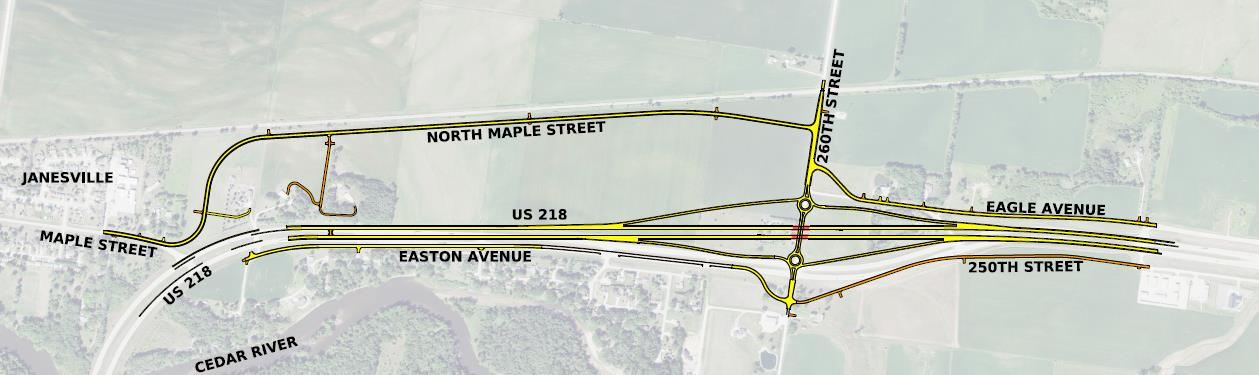 260TH STREET
NORTH MAPLE STREET
JANESVILLE
EAGLE AVENUE
US 218
MAPLE STREET
EASTON AVENUE
250TH STREET
US 218
CEDAR RIVER